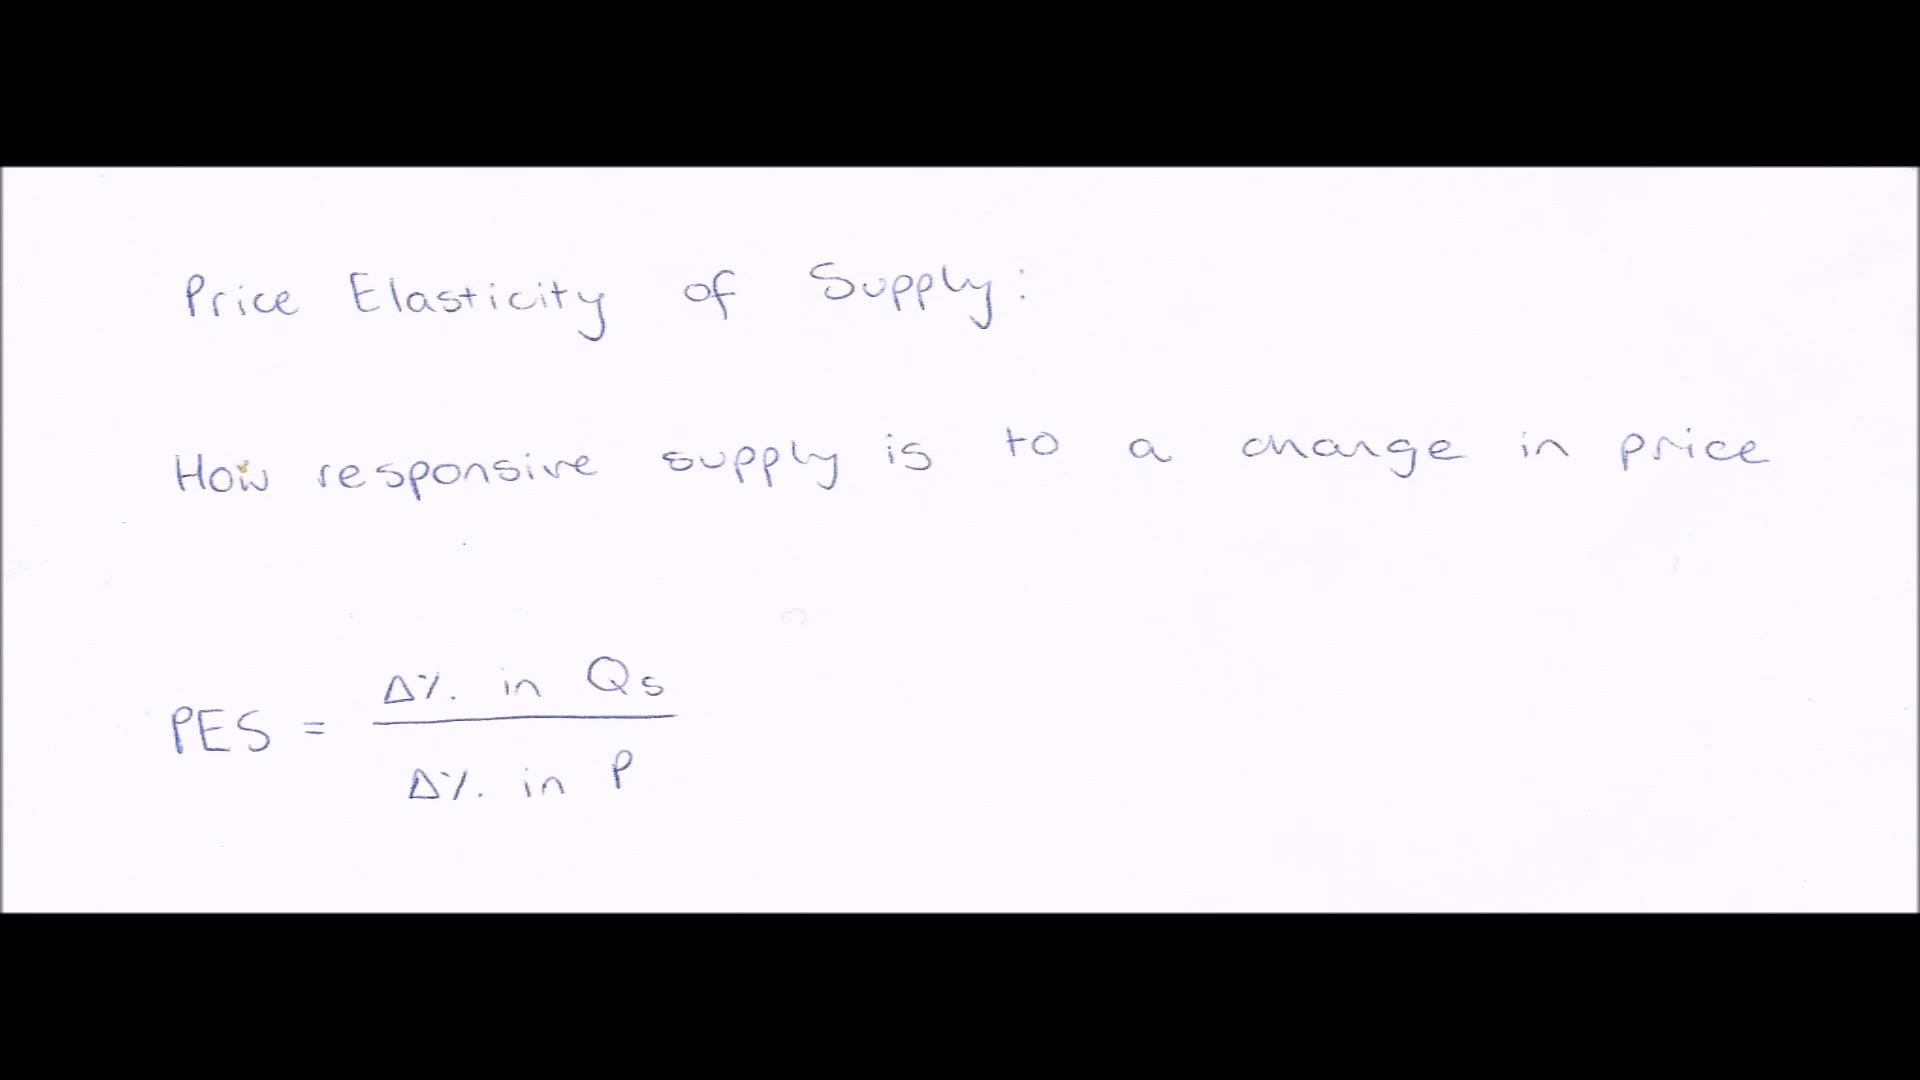 Price Elasticity of Supply:
How responsive supply is to a change in price
Δ% in Qs
PES =
Δ% in P